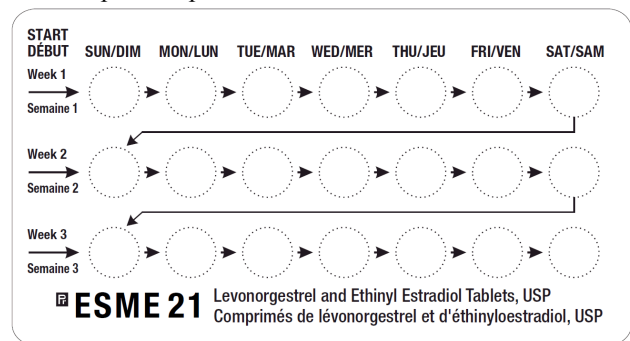 START
DÉBUT SUN/DIM MON/LUN TUE/MAR WED/MER THU/JEU FRI/VEN SAT/SAM
Week 1
Semaine 1
Week 2
Semaine 2
Week 3
Semaine 3
Pr ESME 21 Levonorgestrel and Ethinyl Estradiol Tablets, USP
Comprimés de lévonorgestrel et d'éthinyloestradiol, USP